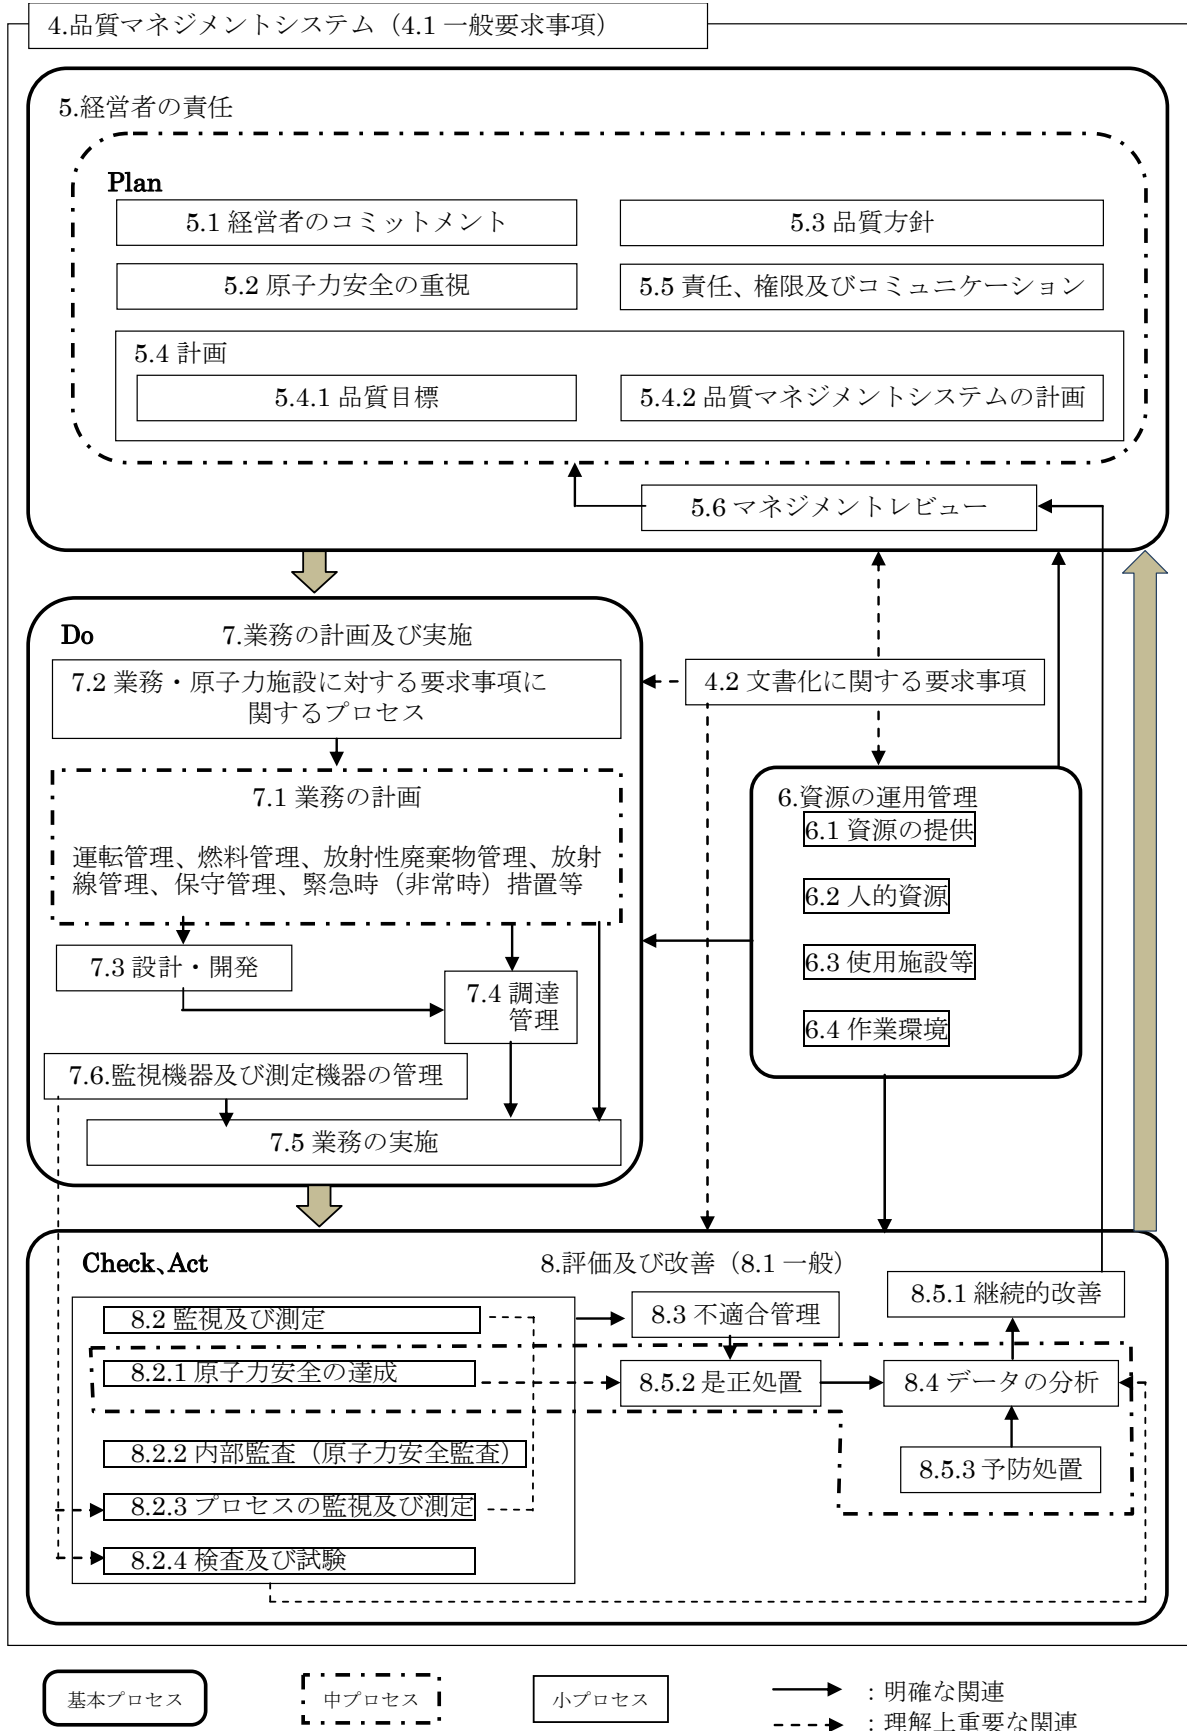 4.品質マネジメントシステム（4.1 一般要求事項）
5.経営者の責任
Plan
5.1 経営者のコミットメント
5.3 品質方針
5.2 原子力安全の重視
5.5 責任、権限及びコミュニケーション
5.4 計画
5.4.1 品質目標
5.4.2 品質マネジメントシステムの計画
5.6 マネジメントレビュー
Do
7.業務の計画及び実施
7.2 業務・原子力施設に対する要求事項に
関するプロセス
4.2 文書化に関する要求事項
7.1 業務の計画
運転管理、燃料管理、放射性廃棄物管理、放射
線管理、保守管理、緊急時（非常時）措置等
6.資源の運用管理
6.1 資源の提供
6.2 人的資源
6.3 使用施設等
6.4 作業環境
7.3 設計・開発
7.4 調達
管理
7.6.監視機器及び測定機器の管理
7.5 業務の実施
Check、Act
8.評価及び改善（8.1 一般）
8.5.1 継続的改善
8.2 監視及び測定
8.3 不適合管理
8.2.1 原子力安全の達成
8.5.2 是正処置
8.4 データの分析
8.2.2 内部監査（原子力安全監査）
8.5.3 予防処置
8.2.3 プロセスの監視及び測定
8.2.4 検査及び試験
基本プロセス
中プロセス
小プロセス
：明確な関連
：理解上重要な関連